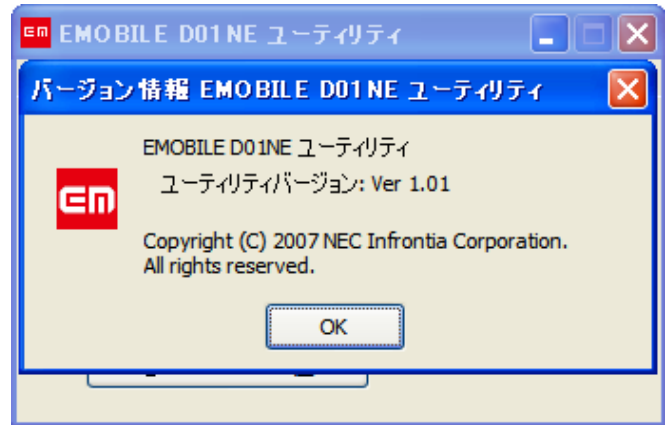 EM EMOBILE D01NE ユーティリティ
バージョン情報 EMOBILE D01NE ユーティリティ
EMOBILE D01NE ユーティリティ
ユーティリティバージョン: Ver 1.01
EM
Copyright (C) 2007 NEC Infrontia Corporation.
All rights reserved.
OK